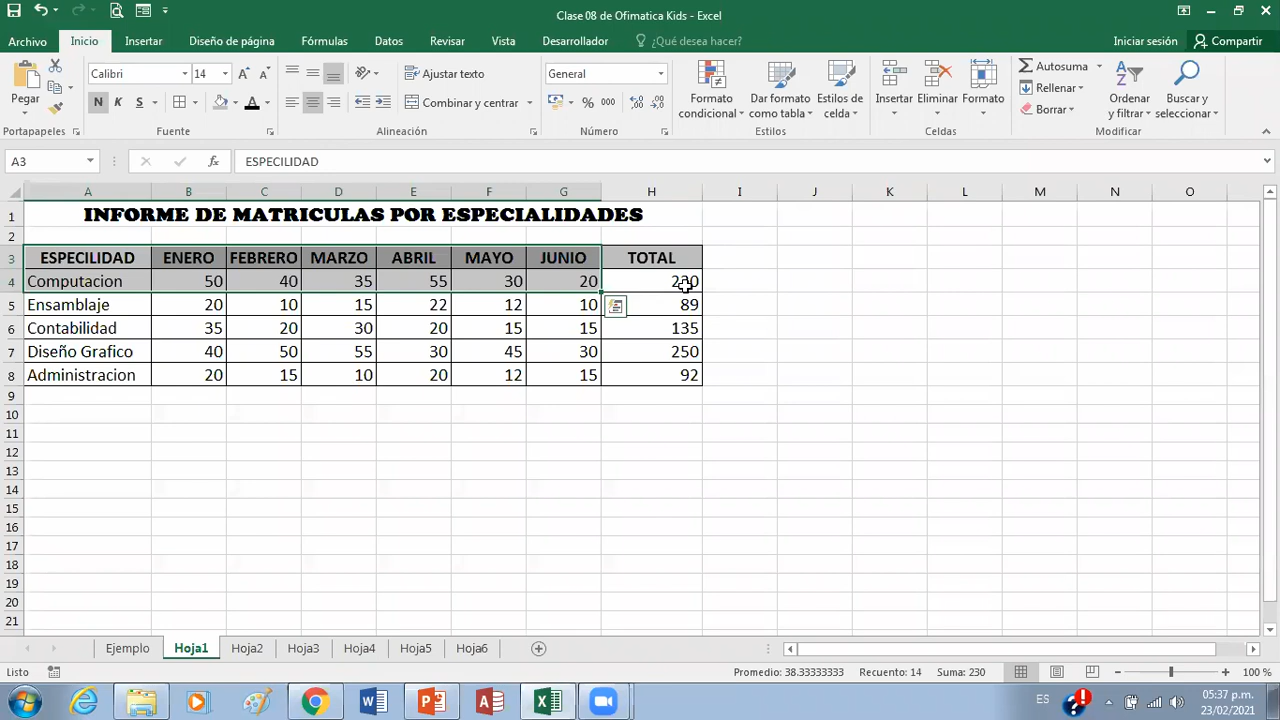 Clase 08 de Ofimatica Kids - Excel
Archivo Inicio Insertar Diseño de página Fórmulas Datos Revisar Vista Desarrollador ¿Qué desea hacer? Iniciar sesión Compartir
Pegar
Calibri 14
N K S
Ajustar texto
Combinar y centrar
General
% 000
Formato condicional
Dar formato como tabla
Estilos de celda
Insertar Eliminar Formato
Autosuma
Rellenar
Borrar
Ordenar y filtrar
Buscar y seleccionar
Portapapeles Fuente Alineación Número Estilos Celdas Modificar
A3 fx ESPECILIDAD
A B C D E F G H I J K L M N O
1 INFORME DE MATRICULAS POR ESPECIALIDADES
2
3 ESPECILIDAD ENERO FEBRERO MARZO ABRIL MAYO JUNIO TOTAL
4 Computacion 50 40 35 55 30 20 230
5 Ensamblaje 20 10 15 22 12 10 89
6 Contabilidad 35 20 30 20 15 15 135
7 Diseño Grafico 40 50 55 30 45 30 250
8 Administracion 20 15 10 20 12 15 92
9
10
11
12
13
14
15
16
17
18
19
20
21
Ejemplo Hoja1 Hoja2 Hoja3 Hoja4 Hoja5 Hoja6
Listo Promedio: 38.33333333 Recuento: 14 Suma: 230 100 %
ES 05:37 p.m.
23/02/2021